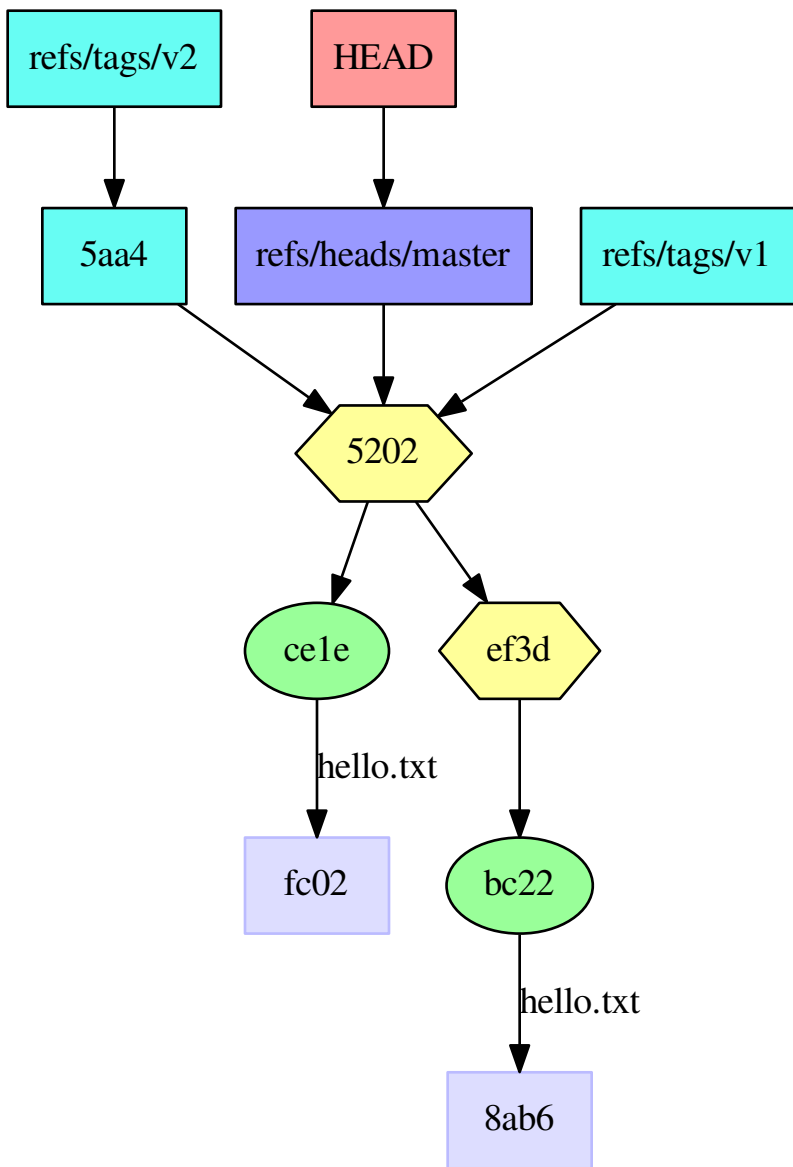 refs/tags/v2
HEAD
5aa4
refs/heads/master
refs/tags/v1
5202
ce1e
ef3d
hello.txt
fc02
bc22
hello.txt
8ab6